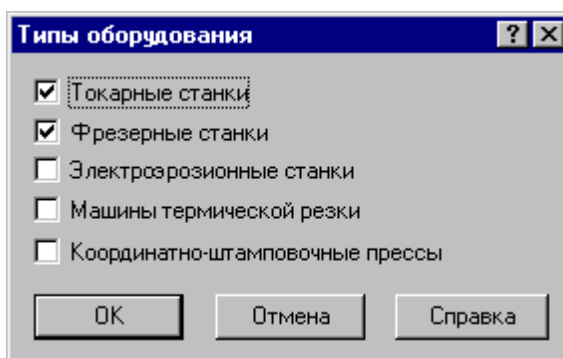 Типы оборудования
Токарные станки
Фрезерные станки
Электроэрозионные станки
Машины термической резки
Координатно-штамповочные прессы
OK Отмена Справка